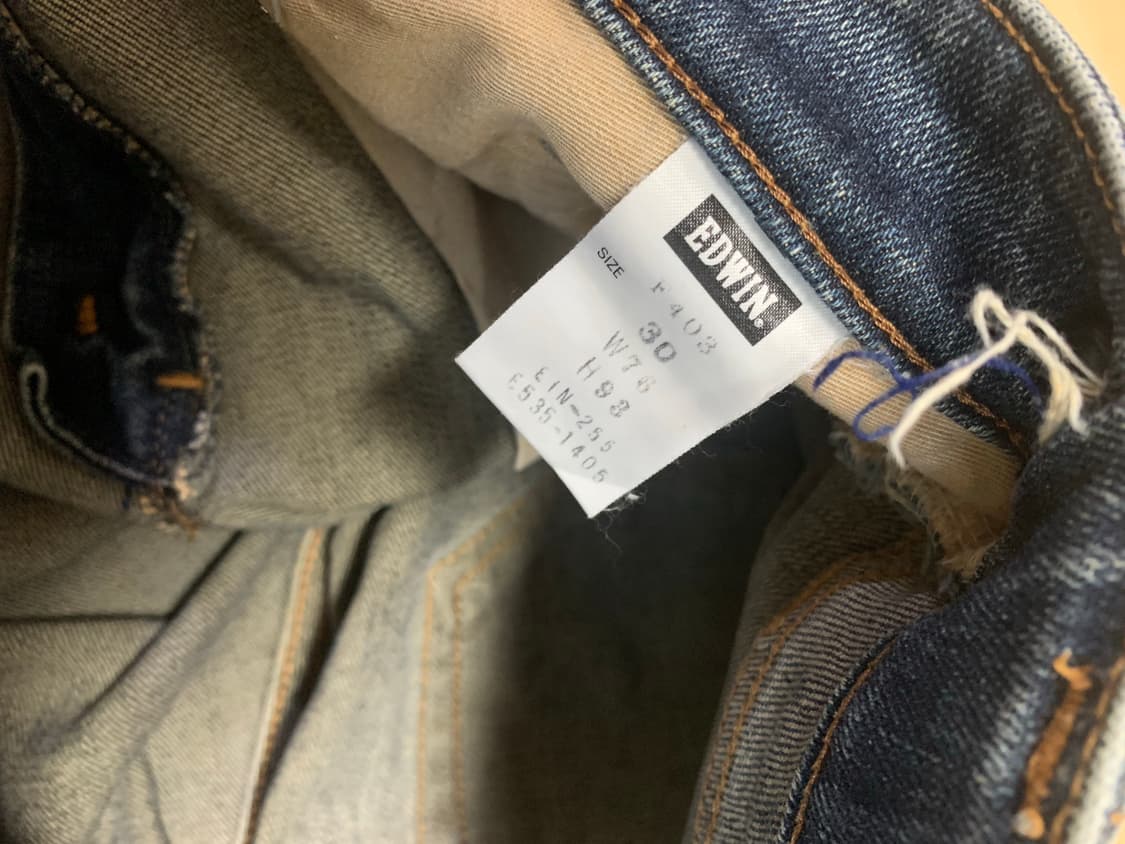 EDWIN.
SIZE
F403
30
W76
H98
EIN-255
E535-1405